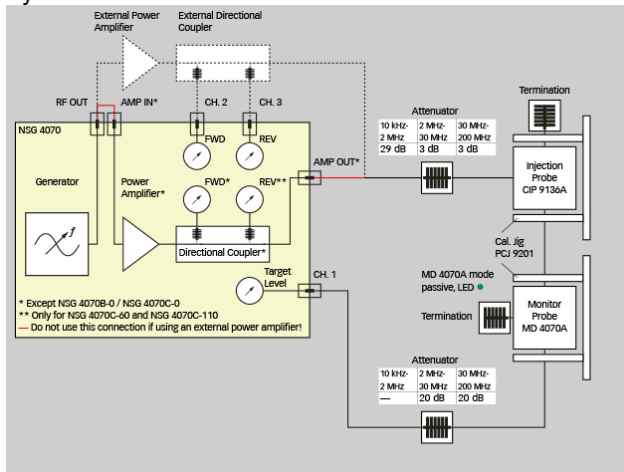 External Power
Amplifier
External Directional
Coupler
RF OUT
AMP IN*
CH. 2
CH. 3
Termination
Attenuator
10 kHz-
2 MHz
2 MHz-
30 MHz
30 MHz-
200 MHz
29 dB
3 dB
3 dB
NSG 4070
FWD
REV
AMP OUT*
Injection
Probe
CIP 9136A
Generator
Power
Amplifier*
FWD*
REV**
Directional Coupler*
Cal. Jig
PCJ 9201
Target
Level
CH. 1
MD 4070A mode
passive, LED
Termination
Monitor
Probe
MD 4070A
* Except NSG 4070B-0 / NSG 4070C-0
** Only for NSG 4070C-60 and NSG 4070C-110
— Do not use this connection if using an external power amplifier!
Attenuator
10 kHz-
2 MHz
2 MHz-
30 MHz
30 MHz-
200 MHz
—
20 dB
20 dB